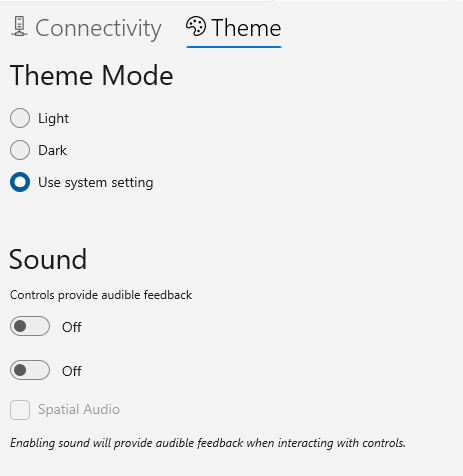 Connectivity Theme
Theme Mode
Light
Dark
Use system setting
Sound
Controls provide audible feedback
Off
Off
Spatial Audio
Enabling sound will provide audible feedback when interacting with controls.